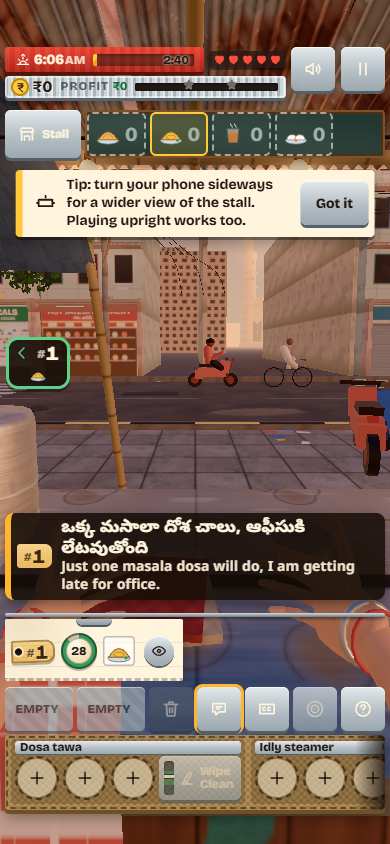 6:06AM
2:40
₹0
PROFIT ₹0
Stall
0
0
0
0
Tip: turn your phone sideways
for a wider view of the stall.
Playing upright works too.
Got it
#1
#1
ఒక్క మసాలా దోశ చాలు, ఆఫీసుకి
లేటవుతోంది
Just one masala dosa will do, I am getting
late for office.
#1
28
EMPTY
EMPTY
CC
?
Dosa tawa
Idly steamer
+
+
+
Wipe
Clean
+
+
+